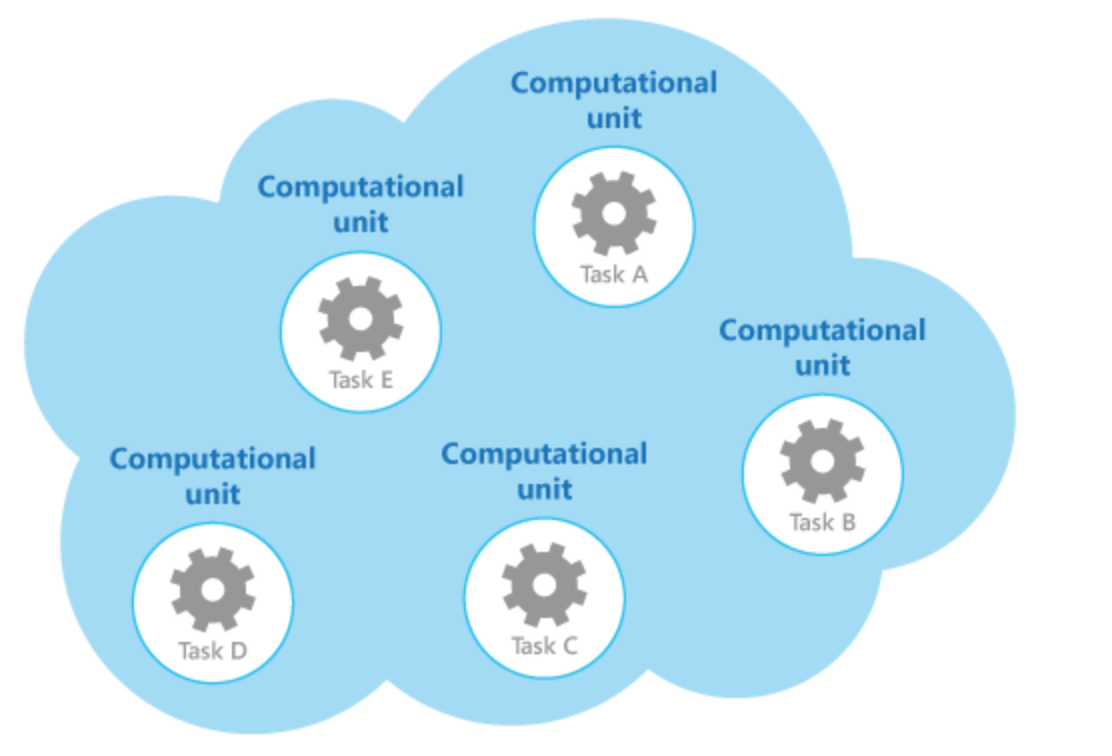 Computational
unit
Task A
Computational
unit
Task E
Computational
unit
Task B
Computational
unit
Task D
Computational
unit
Task C